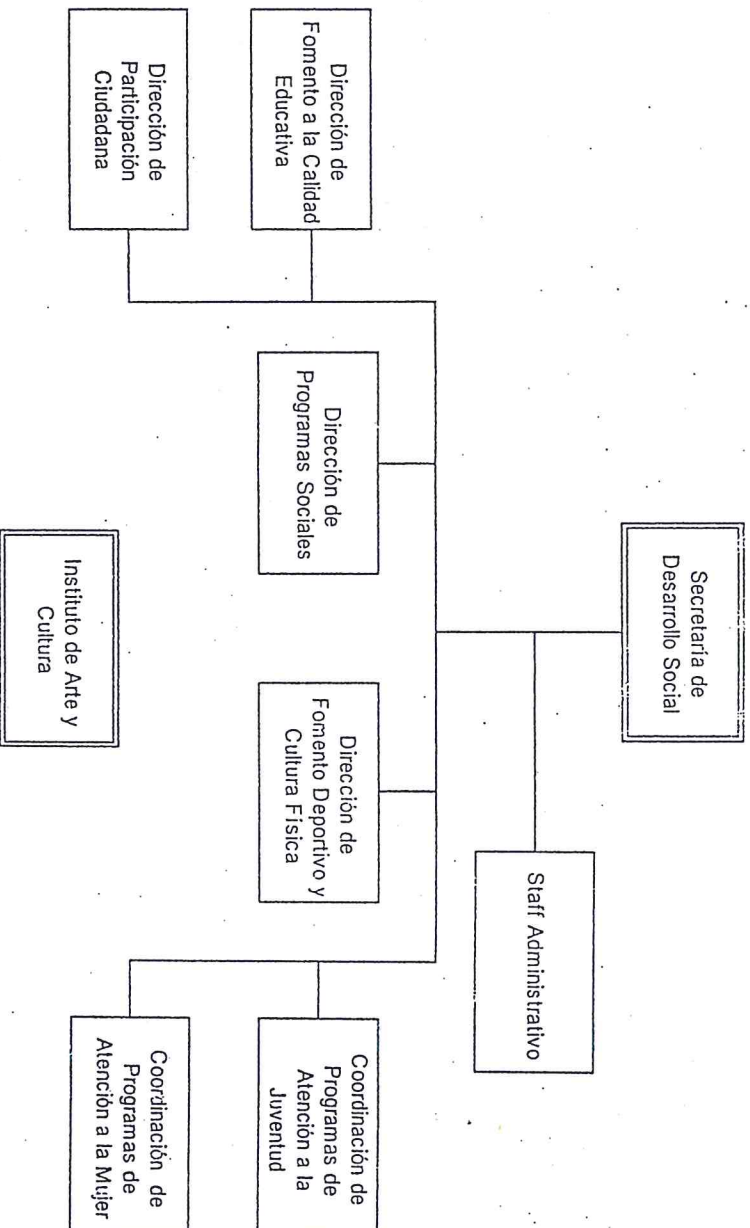 Secretaría de
Desarrollo Social
Staff Administrativo
Dirección de
Fomento a la Calidad
Educativa
Dirección de
Programas Sociales
Dirección de
Fomento Deportivo y
Cultura Física
Coordinación de
Programas de
Atención a la
Juventud
Dirección de
Participación
Ciudadana
Coordinación de
Programas de
Atención a la Mujer
Instituto de Arte y
Cultura